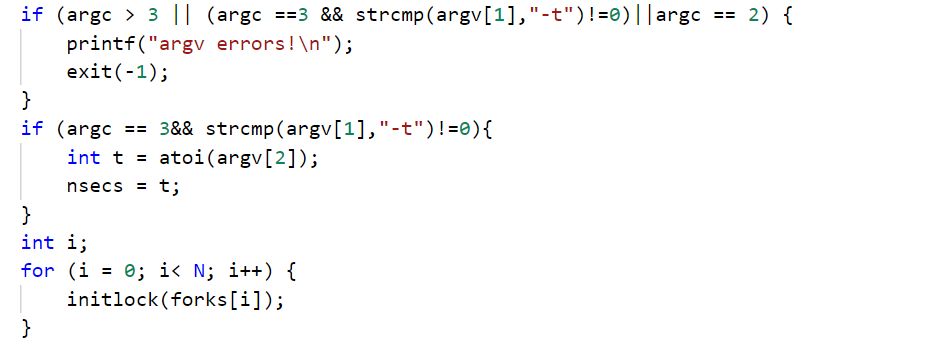 if (argc > 3 || (argc ==3 && strcmp(argv[1],"-t")!=0)||argc == 2) {
    printf("argv errors!\n");
    exit(-1);
}
if (argc == 3&& strcmp(argv[1],"-t")!=0){
    int t = atoi(argv[2]);
    nsecs = t;
}
int i;
for (i = 0; i< N; i++) {
    initlock(forks[i]);
}